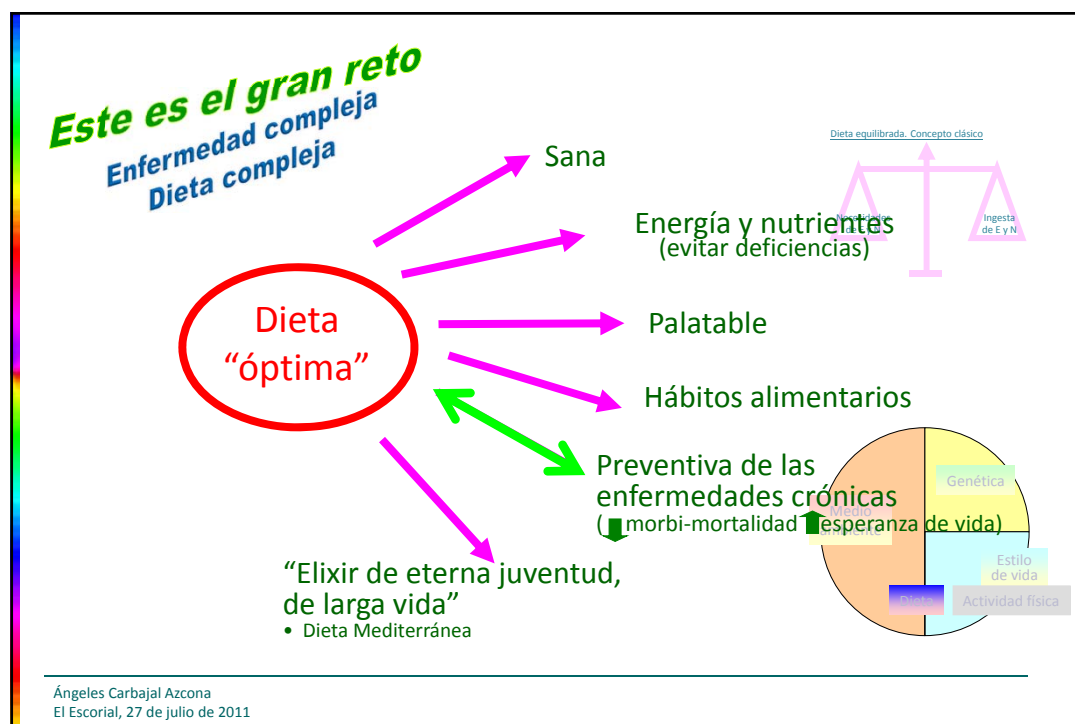 Este es el gran reto
Enfermedad compleja
Dieta compleja
Sana
Dieta equilibrada. Concepto clásico
Necesidades
de E y N
Ingesta
de E y N
Energía y nutrientes
(evitar deficiencias)
Dieta
“óptima”
Palatable
Hábitos alimentarios
Preventiva de las
enfermedades crónicas
( morbi-mortalidad esperanza de vida)
Genética
Medio
ambiente
Estilo
de vida
Dieta
Actividad física
“Elixir de eterna juventud,
de larga vida”
• Dieta Mediterránea
Ángeles Carbajal Azcona
El Escorial, 27 de julio de 2011